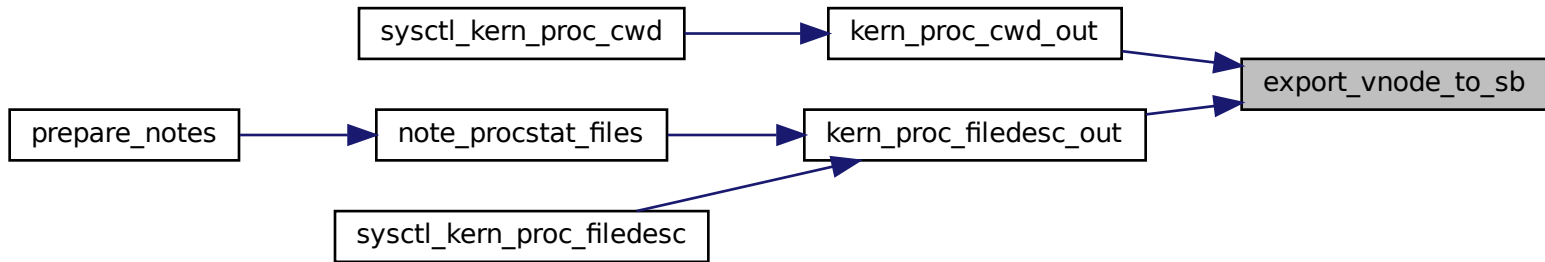 sysctl_kern_proc_cwd
kern_proc_cwd_out
export_vnode_to_sb
prepare_notes
note_procstat_files
kern_proc_filedesc_out
sysctl_kern_proc_filedesc